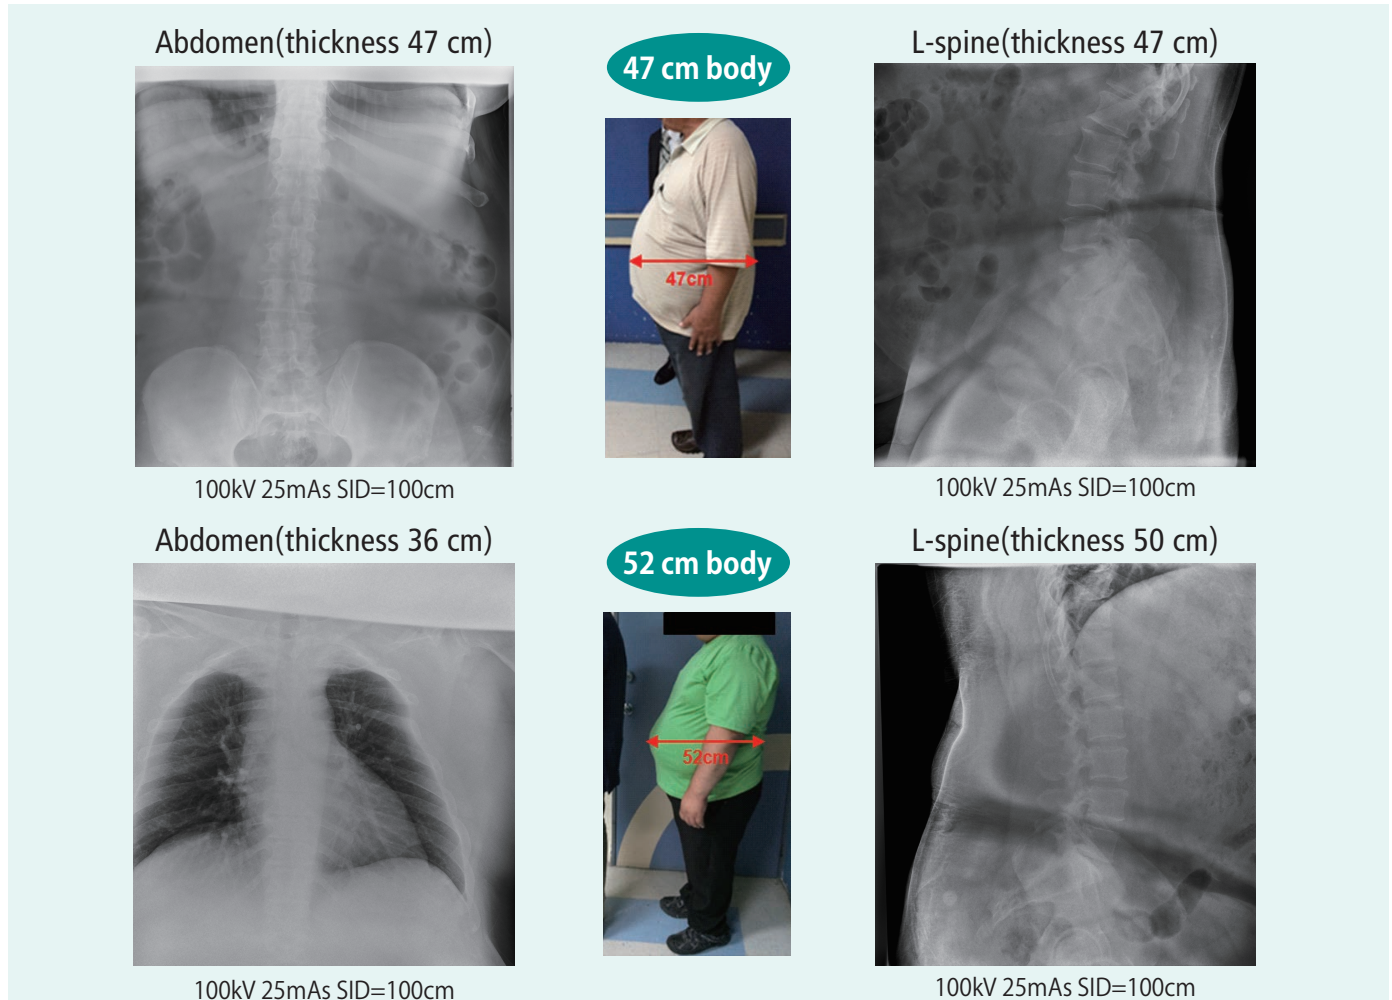 Abdomen(thickness 47 cm)
47 cm body
L-spine(thickness 47 cm)
47cm
100kV 25mAs SID=100cm
100kV 25mAs SID=100cm
Abdomen(thickness 36 cm)
52 cm body
L-spine(thickness 50 cm)
52cm
100kV 25mAs SID=100cm
100kV 25mAs SID=100cm